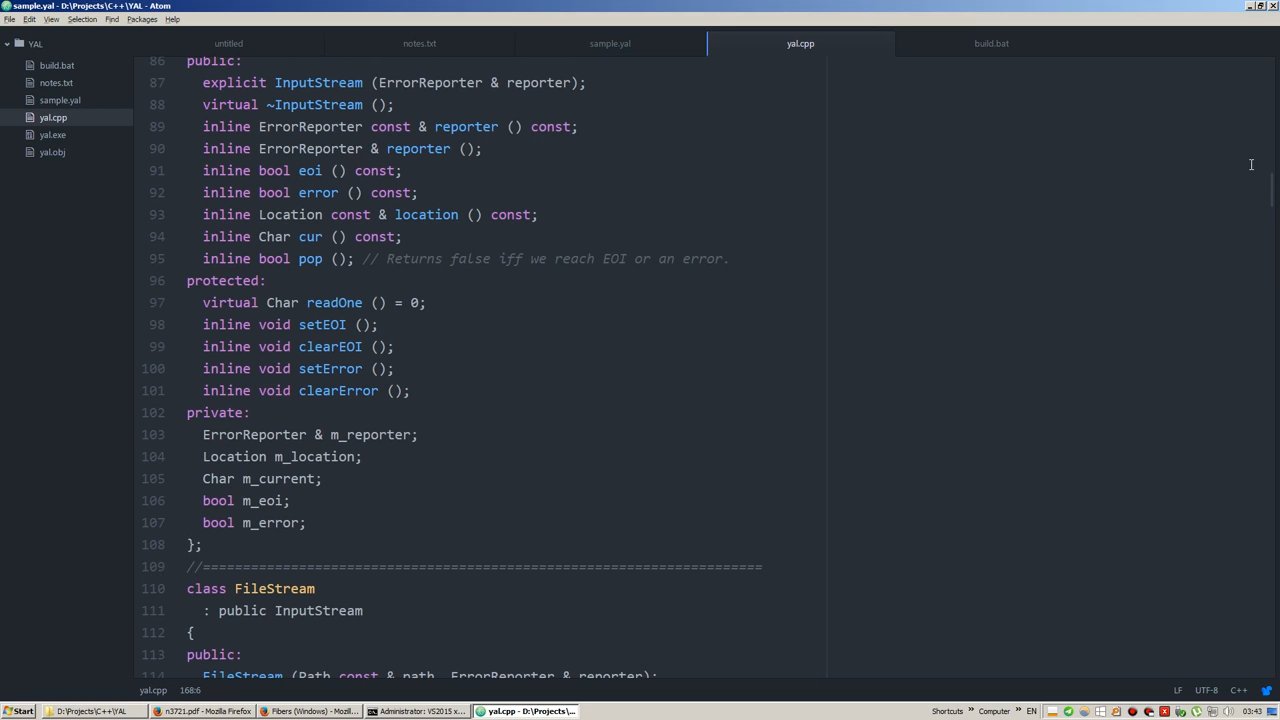 sample.yal - D:\Projects\C++\YAL - Atom
File Edit View Selection Find Packages Help
YAL
build.bat
notes.txt
sample.yal
yal.cpp
yal.exe
yal.obj
untitled notes.txt sample.yal yal.cpp build.bat
86 public:
87 explicit InputStream (ErrorReporter & reporter);
88 virtual ~InputStream ();
89 inline ErrorReporter const & reporter () const;
90 inline ErrorReporter & reporter ();
91 inline bool eoi () const;
92 inline bool error () const;
93 inline Location const & location () const;
94 inline Char cur () const;
95 inline bool pop (); // Returns false iff we reach EOI or an error.
96 protected:
97 virtual Char readOne () = 0;
98 inline void setEOI ();
99 inline void clearEOI ();
100 inline void setError ();
101 inline void clearError ();
102 private:
103 ErrorReporter & m_reporter;
104 Location m_location;
105 Char m_current;
106 bool m_eoi;
107 bool m_error;
108 };
109 //======================================================================
110 class FileStream
111 : public InputStream
112 {
113 public:
114 FileStream (Path const & path, ErrorReporter & reporter);
yal.cpp 168:6 LF UTF-8 C++
Start D:\Projects\C++\YAL n3721.pdf - Mozilla Firefox Fibers (Windows) - Mozill... Administrator: VS2015 x... yal.cpp - D:\Projects\... Shortcuts » Computer » EN 03:43